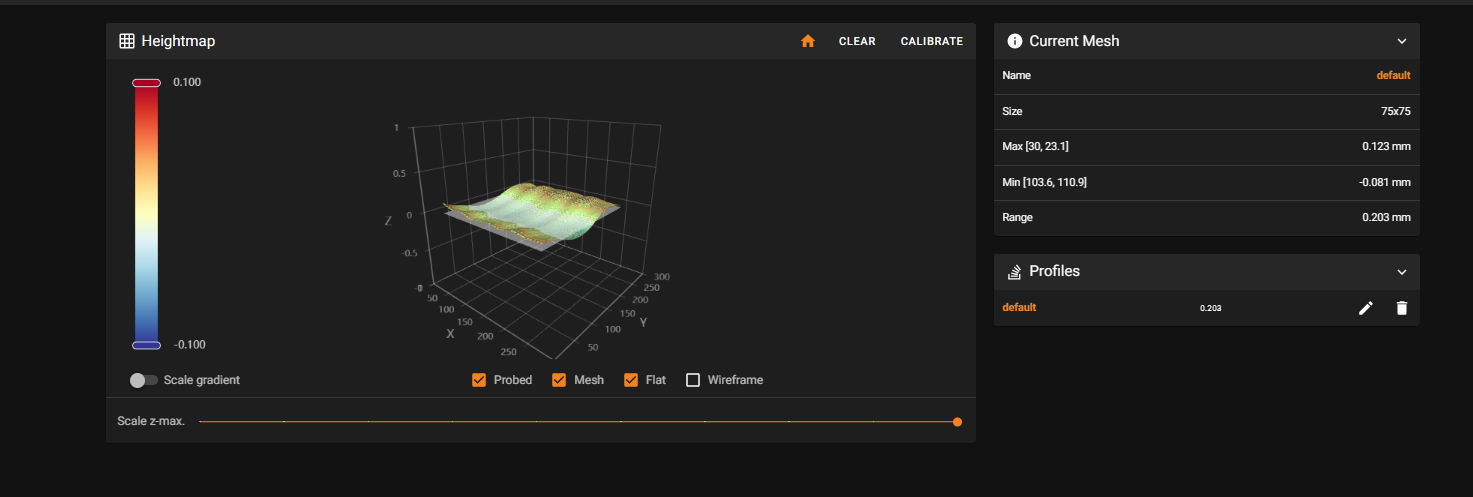 Heightmap
CLEAR
CALIBRATE
0.100
-0.100
1
0.5
0
-0.5
Z
50
100
150
200
250
X
50
100
150
200
250
300
Y
Scale gradient
Probed
Mesh
Flat
Wireframe
Scale z-max.
Current Mesh
Name default
Size 75x75
Max [30, 23.1] 0.123 mm
Min [103.6, 110.9] -0.081 mm
Range 0.203 mm
Profiles
default 0.203